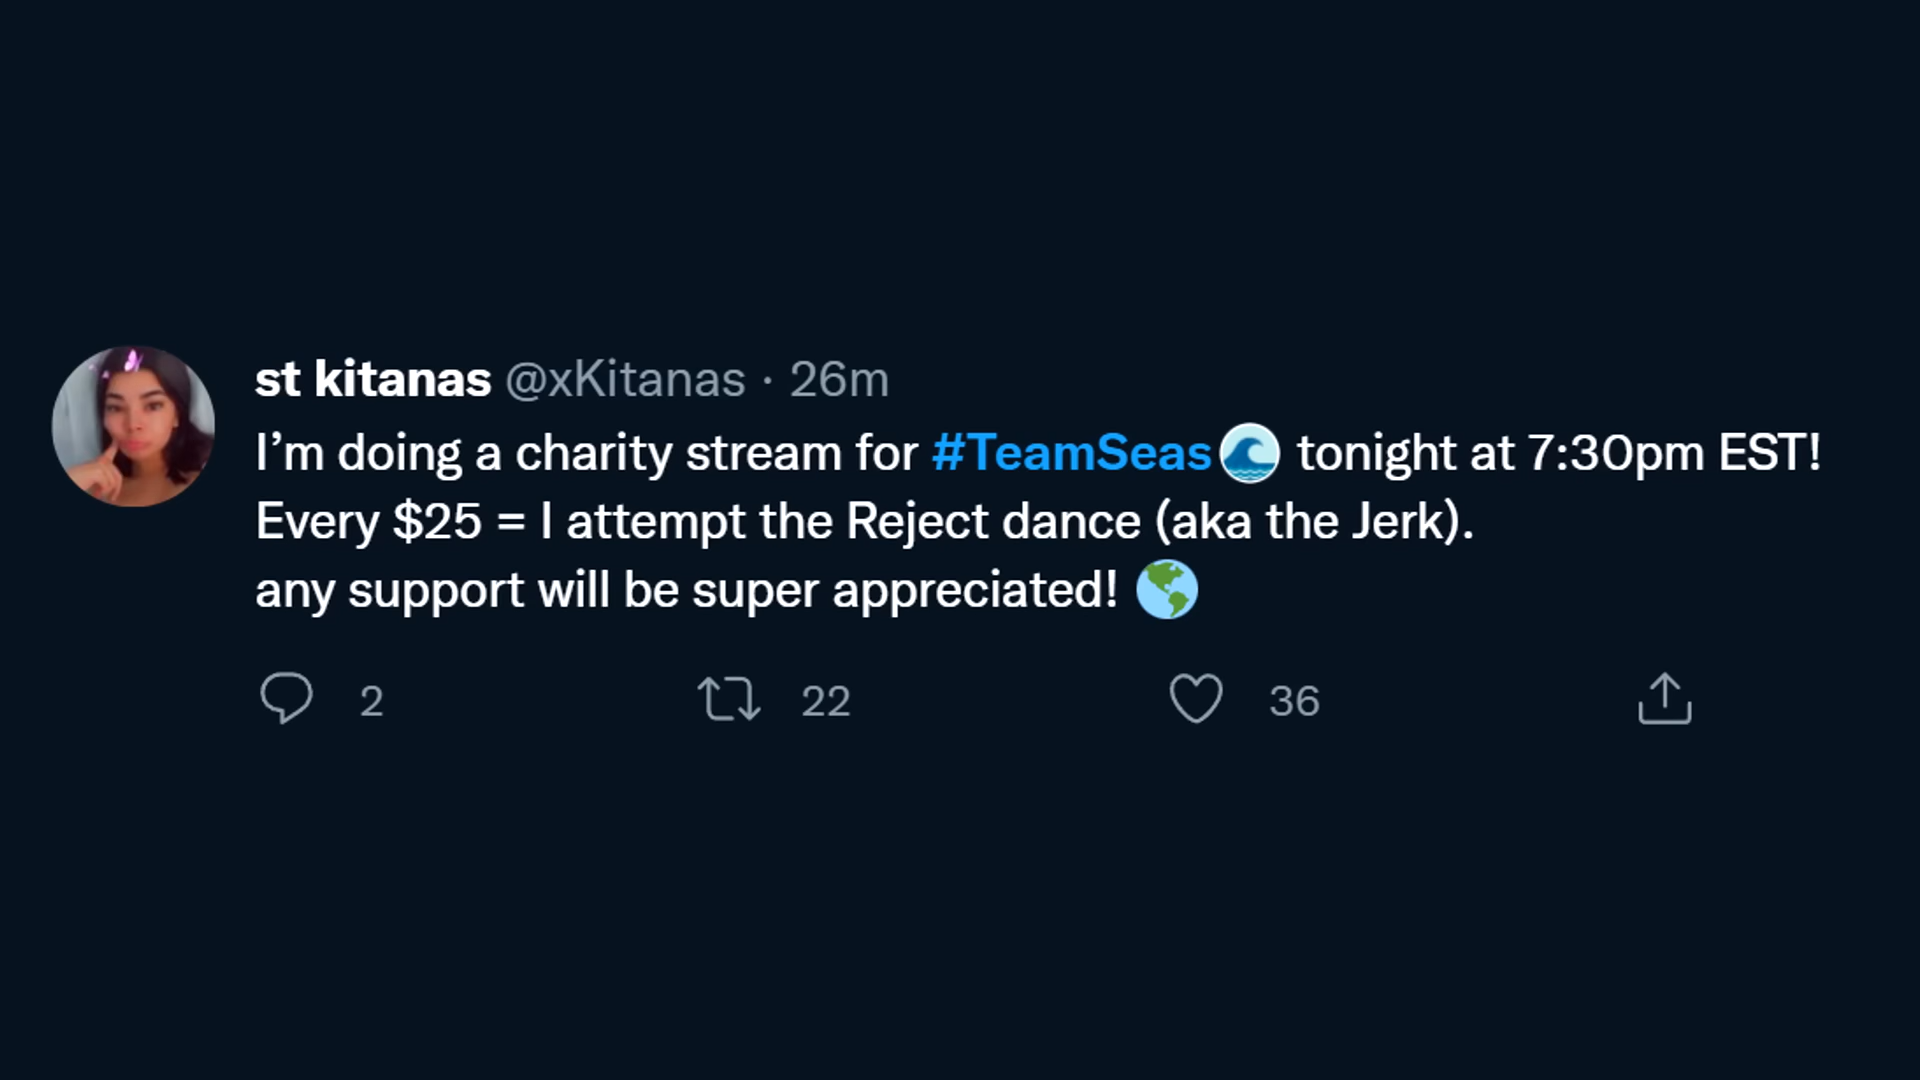 st kitanas @xKitanas · 26m
I’m doing a charity stream for #TeamSeas🌊 tonight at 7:30pm EST!
Every $25 = I attempt the Reject dance (aka the Jerk).
any support will be super appreciated! 🌎
2 22 36